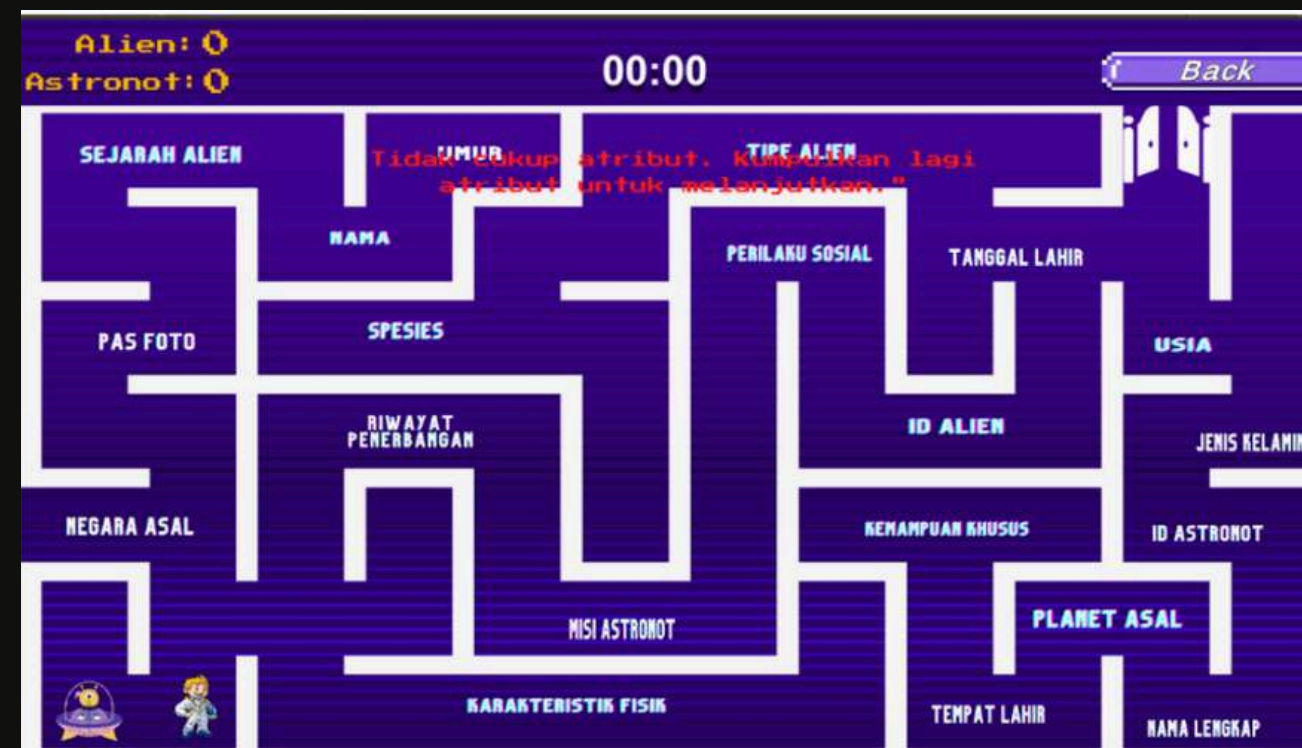 Alien: 0
Astronot: 0
00:00
Back
SEJARAH ALIEN
UMUR
TIPE ALIEN
Tidak cukup atribut. Kumpulkan lagi
atribut untuk melanjutkan."
NAMA
PERILAKU SOSIAL
TANGGAL LAHIR
PAS FOTO
SPESIES
USIA
RIWAYAT
PENERBANGAN
ID ALIEN
JENIS KELAMIN
NEGARA ASAL
KEMAMPUAN KHUSUS
ID ASTRONOT
MISI ASTRONOT
PLANET ASAL
KARAKTERISTIK FISIK
TEMPAT LAHIR
NAMA LENGKAP